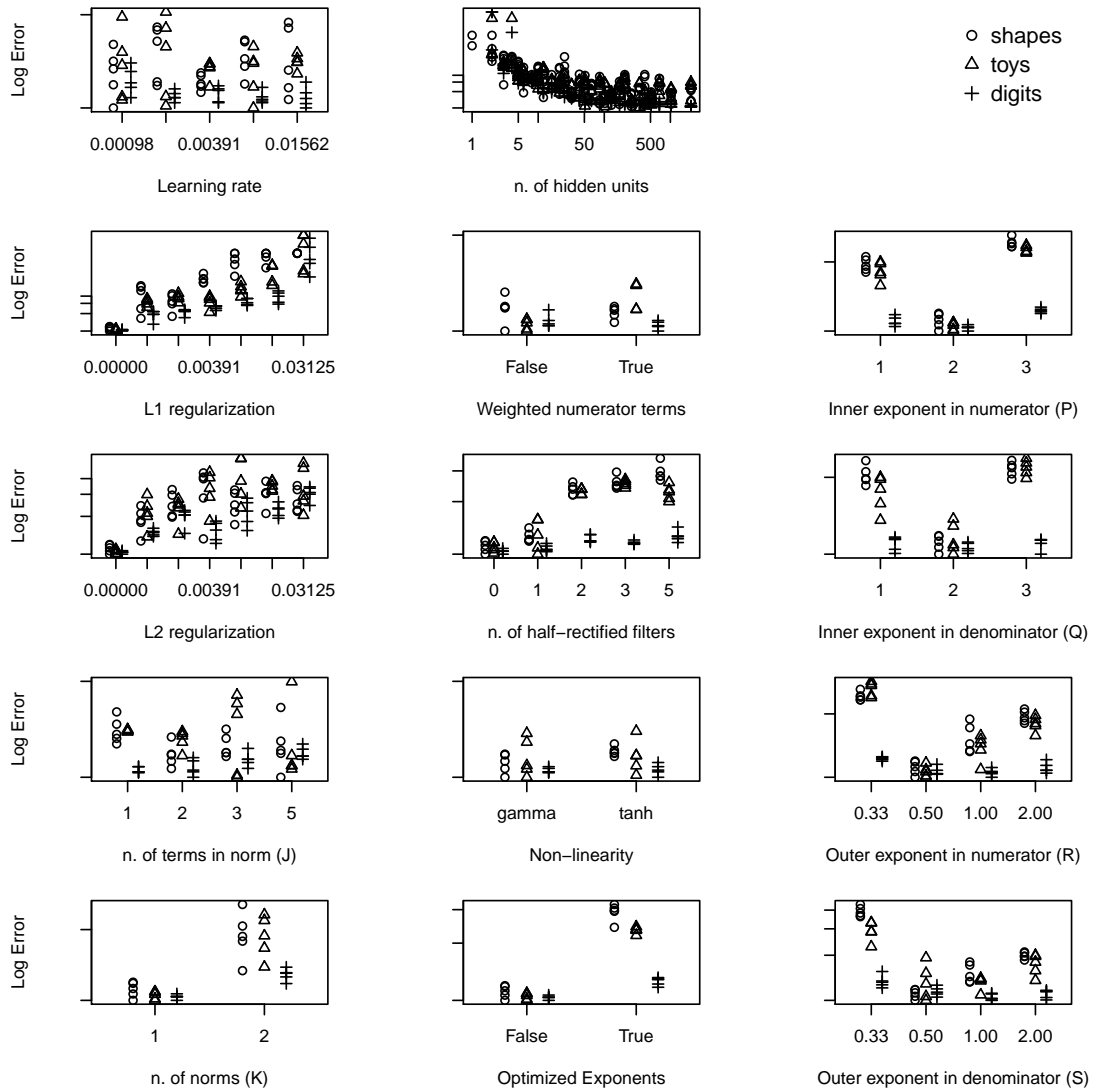 Log Error
shapes
toys
digits
0.00098 0.00391 0.01562
1 5 50 500
Learning rate
n. of hidden units
Log Error
0.00000 0.00391 0.03125
False True
1 2 3
L1 regularization
Weighted numerator terms
Inner exponent in numerator (P)
Log Error
0.00000 0.00391 0.03125
0 1 2 3 5
1 2 3
L2 regularization
n. of half−rectified filters
Inner exponent in denominator (Q)
Log Error
1 2 3 5
gamma tanh
0.33 0.50 1.00 2.00
n. of terms in norm (J)
Non−linearity
Outer exponent in numerator (R)
Log Error
1 2
False True
0.33 0.50 1.00 2.00
n. of norms (K)
Optimized Exponents
Outer exponent in denominator (S)